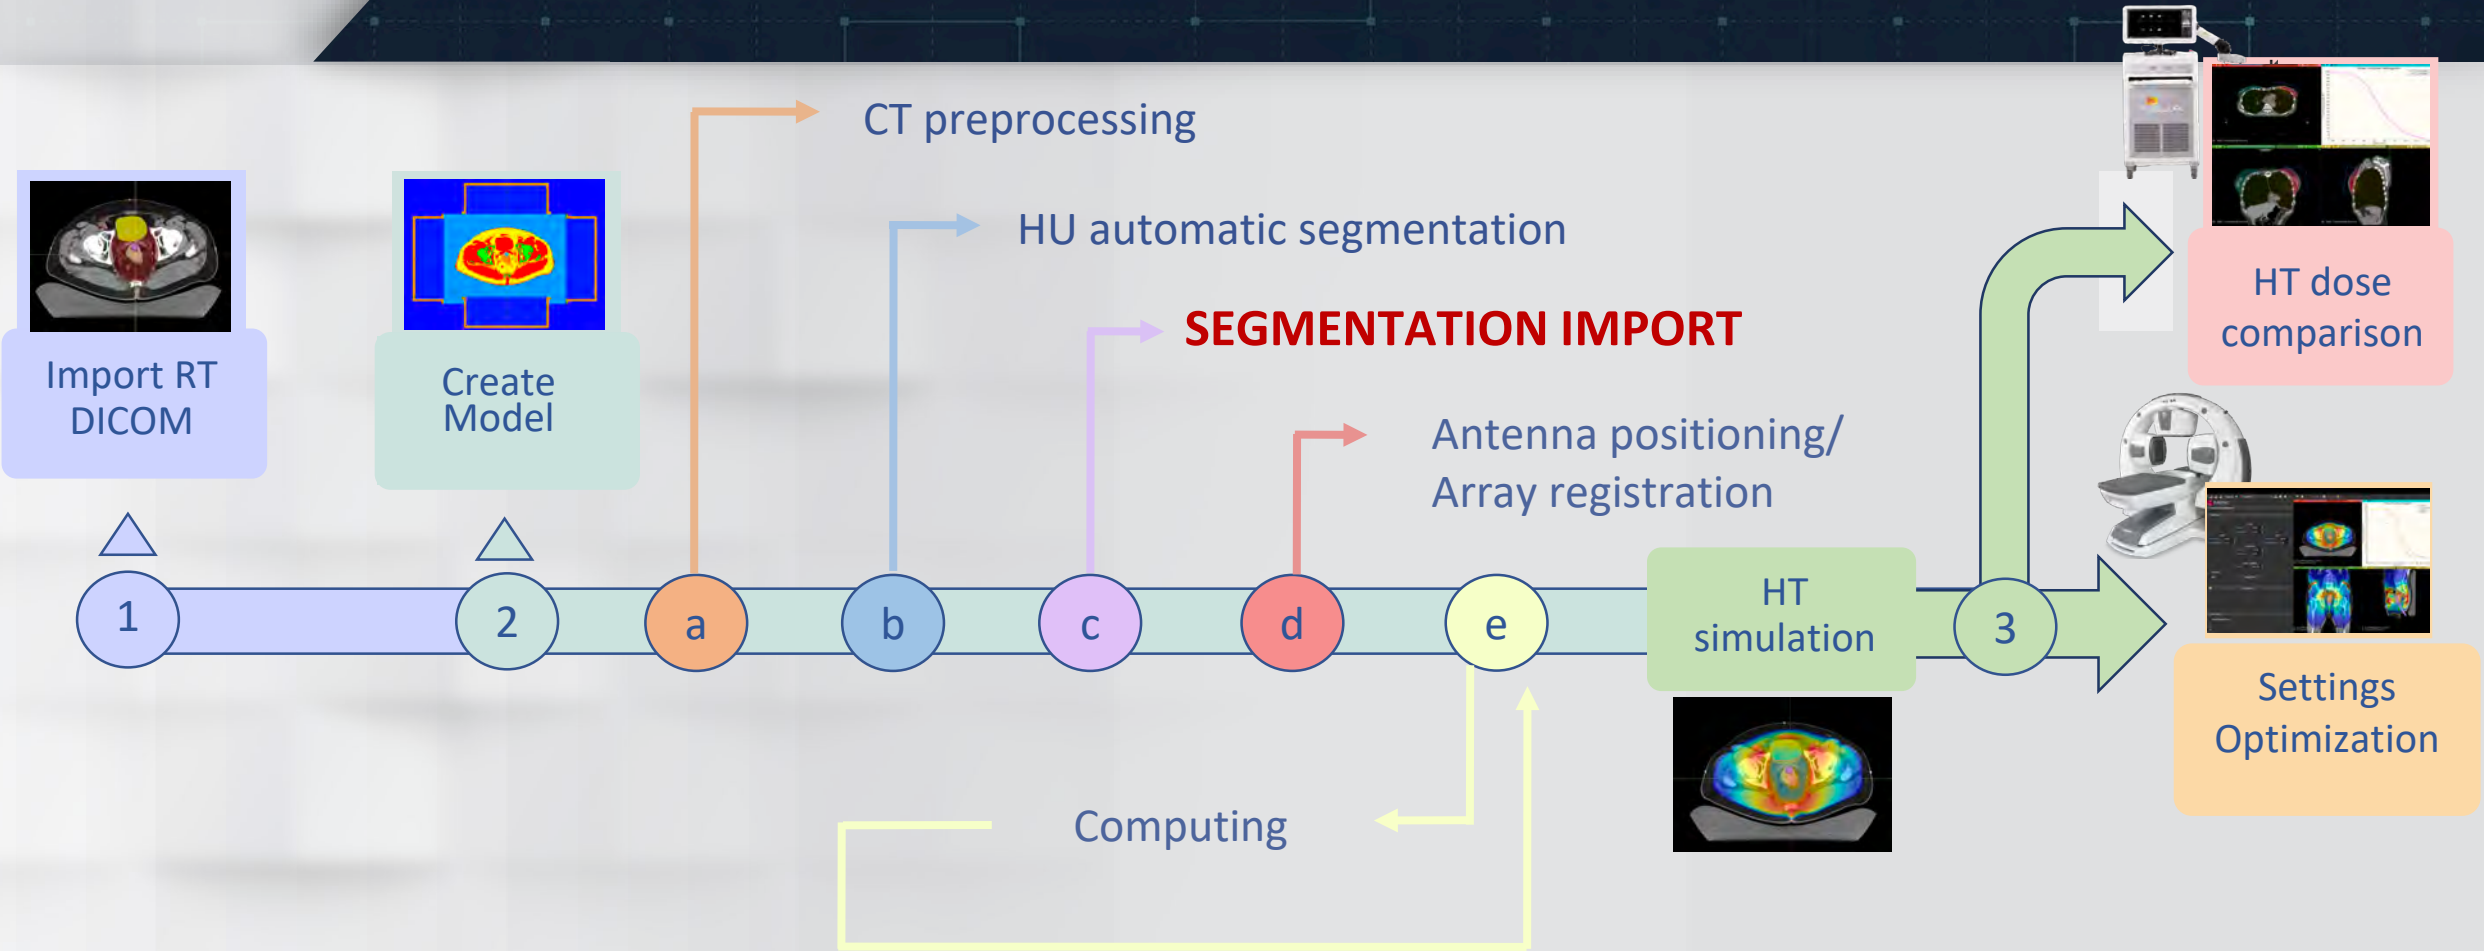 CT preprocessing
HU automatic segmentation
SEGMENTATION IMPORT
Antenna positioning/
Array registration
Import RT
DICOM
Create
Model
HT dose
comparison
1
2
a
b
c
d
e
HT
simulation
3
Settings
Optimization
Computing